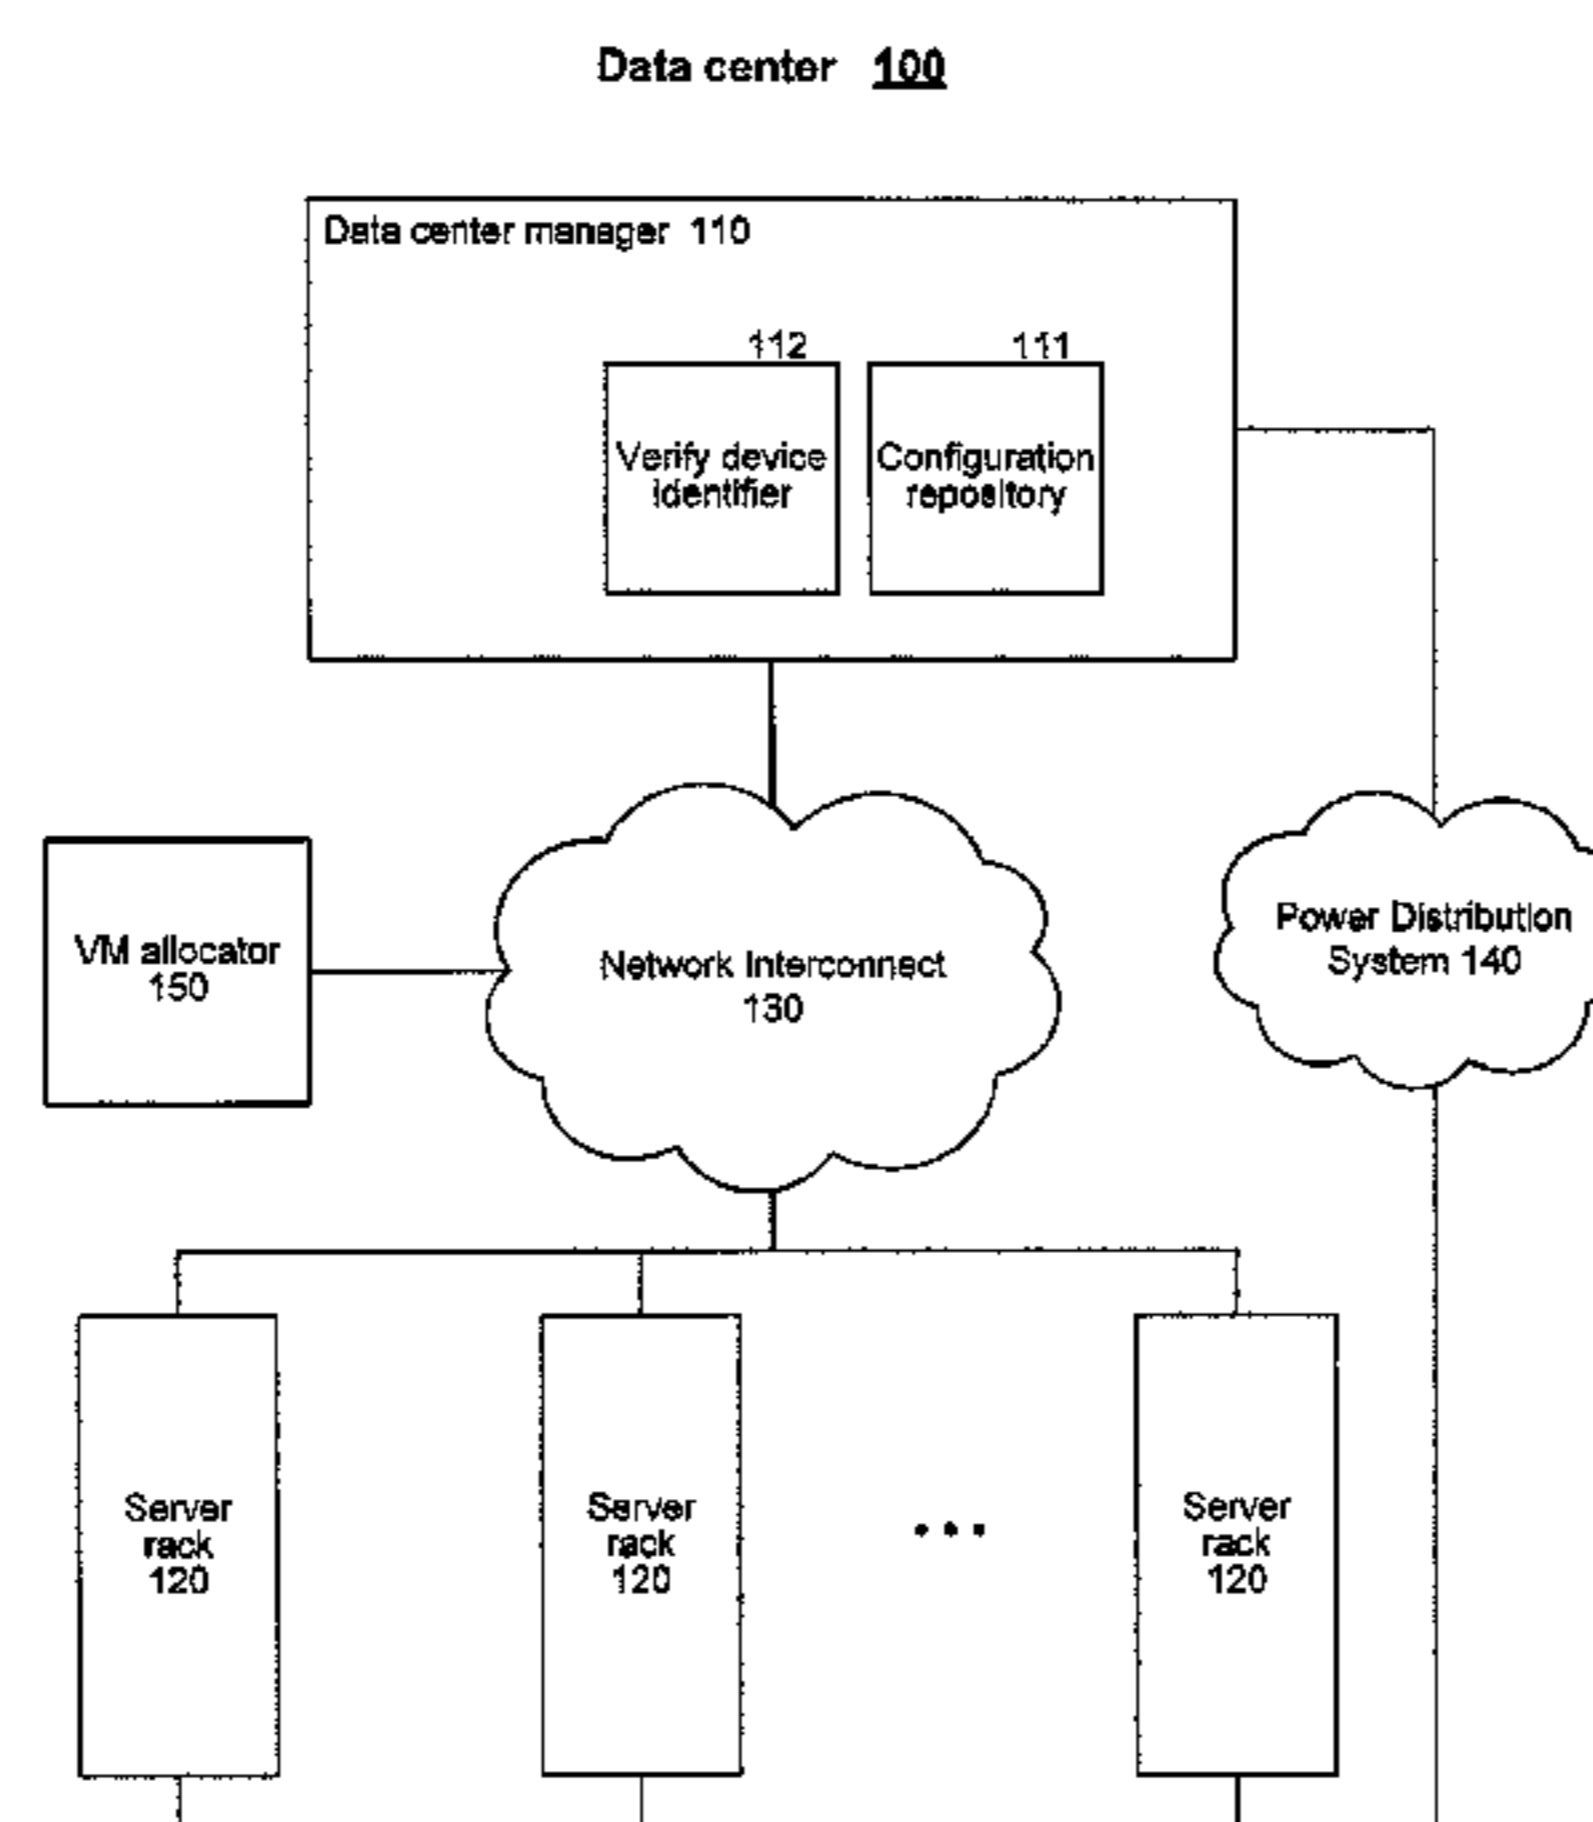 Data center 100
Data center manager 110
112
111
Verify device
identifier
Configuration
repository
VM allocator
150
Network Interconnect
130
Power Distribution
System 140
Server
rack
120
Server
rack
120
...
Server
rack
120